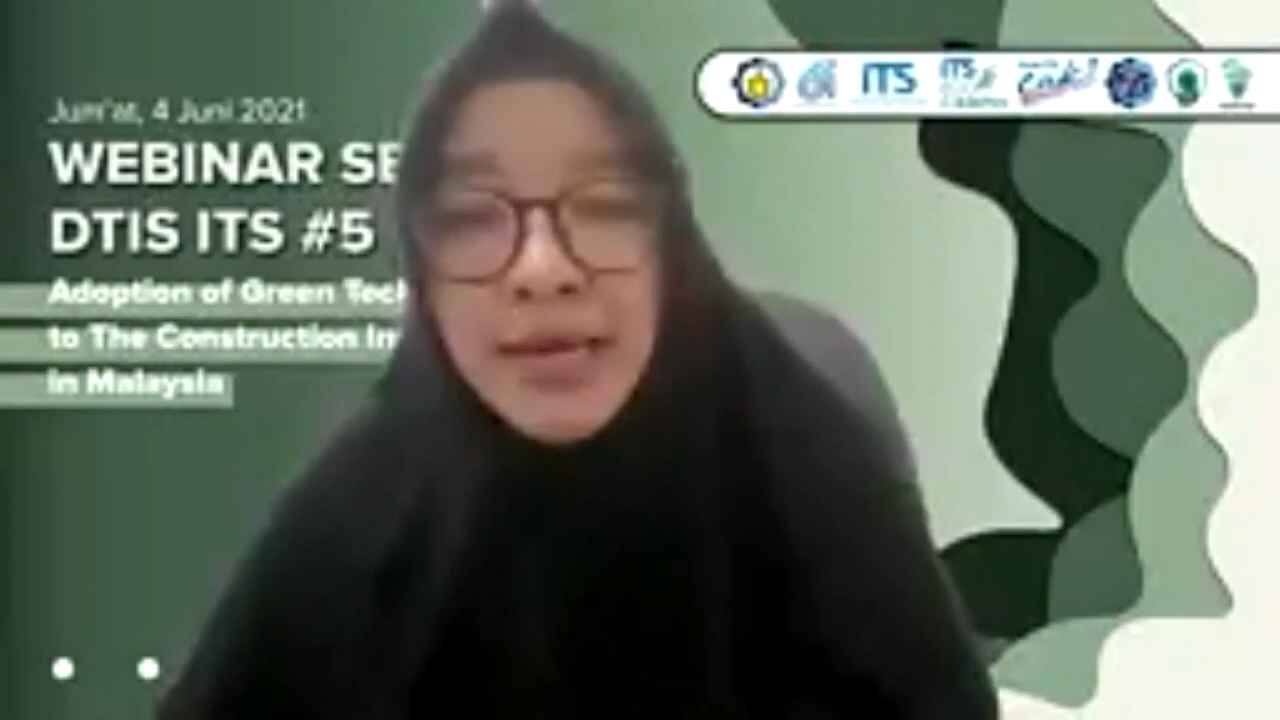 Jum'at, 4 Juni 2021
WEBINAR SE
DTIS ITS #5
Adoption of Green Tec
to The Construction In
in Malaysia
ITS
ITS